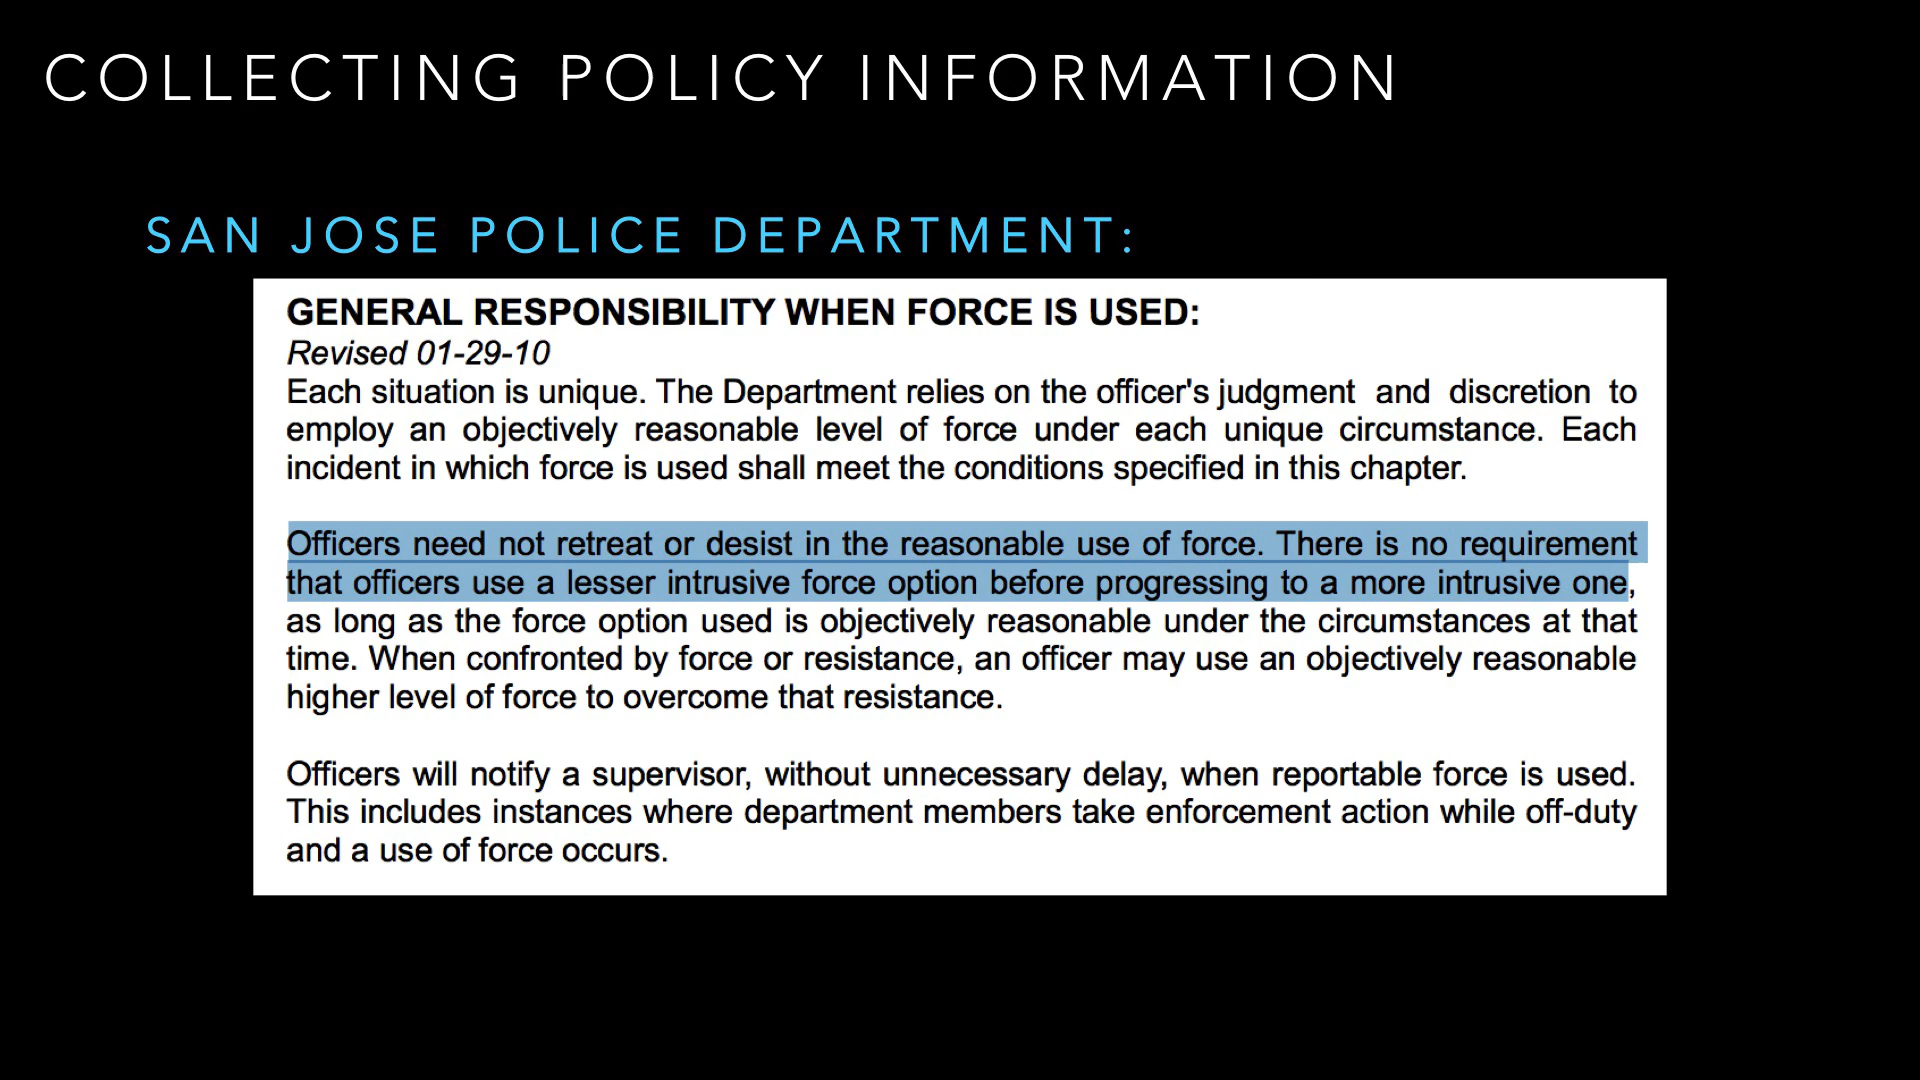 COLLECTING POLICY INFORMATION
SAN JOSE POLICE DEPARTMENT:
GENERAL RESPONSIBILITY WHEN FORCE IS USED:
Revised 01-29-10
Each situation is unique. The Department relies on the officer's judgment and discretion to
employ an objectively reasonable level of force under each unique circumstance. Each
incident in which force is used shall meet the conditions specified in this chapter.
Officers need not retreat or desist in the reasonable use of force. There is no requirement
that officers use a lesser intrusive force option before progressing to a more intrusive one,
as long as the force option used is objectively reasonable under the circumstances at that
time. When confronted by force or resistance, an officer may use an objectively reasonable
higher level of force to overcome that resistance.
Officers will notify a supervisor, without unnecessary delay, when reportable force is used.
This includes instances where department members take enforcement action while off-duty
and a use of force occurs.